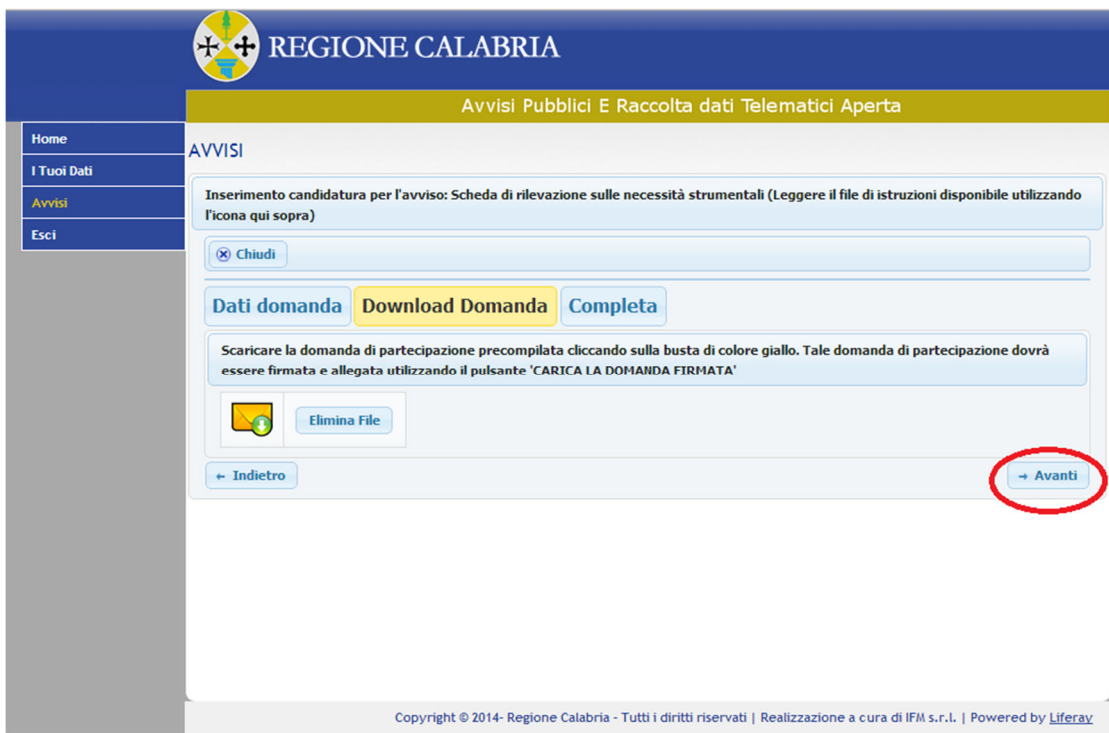 REGIONE CALABRIA
Avvisi Pubblici E Raccolta dati Telematici Aperta
Home
I Tuoi Dati
Avvisi
Esci
AVVISI
Inserimento candidatura per l'avviso: Scheda di rilevazione sulle necessità strumentali (Leggere il file di istruzioni disponibile utilizzando
l'icona qui sopra)
Chiudi
Dati domanda Download Domanda Completa
Scaricare la domanda di partecipazione precompilata cliccando sulla busta di colore giallo. Tale domanda di partecipazione dovrà
essere firmata e allegata utilizzando il pulsante 'CARICA LA DOMANDA FIRMATA'
Elimina File
← Indietro → Avanti
Copyright © 2014- Regione Calabria - Tutti i diritti riservati | Realizzazione a cura di IFM s.r.l. | Powered by Liferay